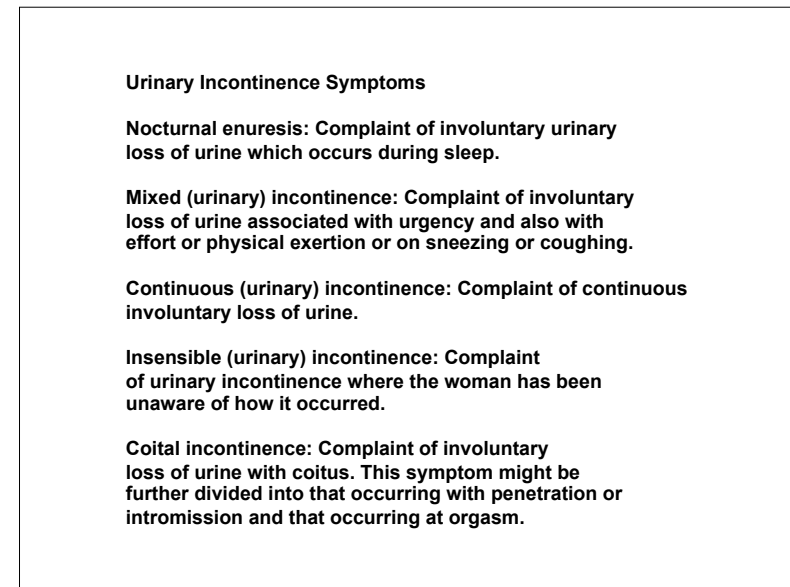 Urinary Incontinence Symptoms
Nocturnal enuresis: Complaint of involuntary urinary
loss of urine which occurs during sleep.
Mixed (urinary) incontinence: Complaint of involuntary
loss of urine associated with urgency and also with
effort or physical exertion or on sneezing or coughing.
Continuous (urinary) incontinence: Complaint of continuous
involuntary loss of urine.
Insensible (urinary) incontinence: Complaint
of urinary incontinence where the woman has been
unaware of how it occurred.
Coital incontinence: Complaint of involuntary
loss of urine with coitus. This symptom might be
further divided into that occurring with penetration or
intromission and that occurring at orgasm.